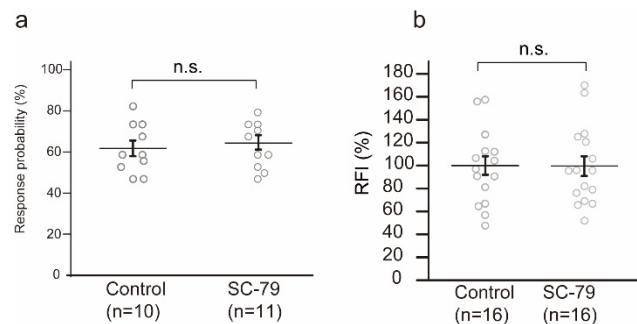 a
n.s.
Response probability (%)
100
80
60
40
20
0
Control
(n=10)
SC-79
(n=11)
b
n.s.
RFI (%)
180
160
140
120
100
80
60
40
20
0
Control
(n=16)
SC-79
(n=16)